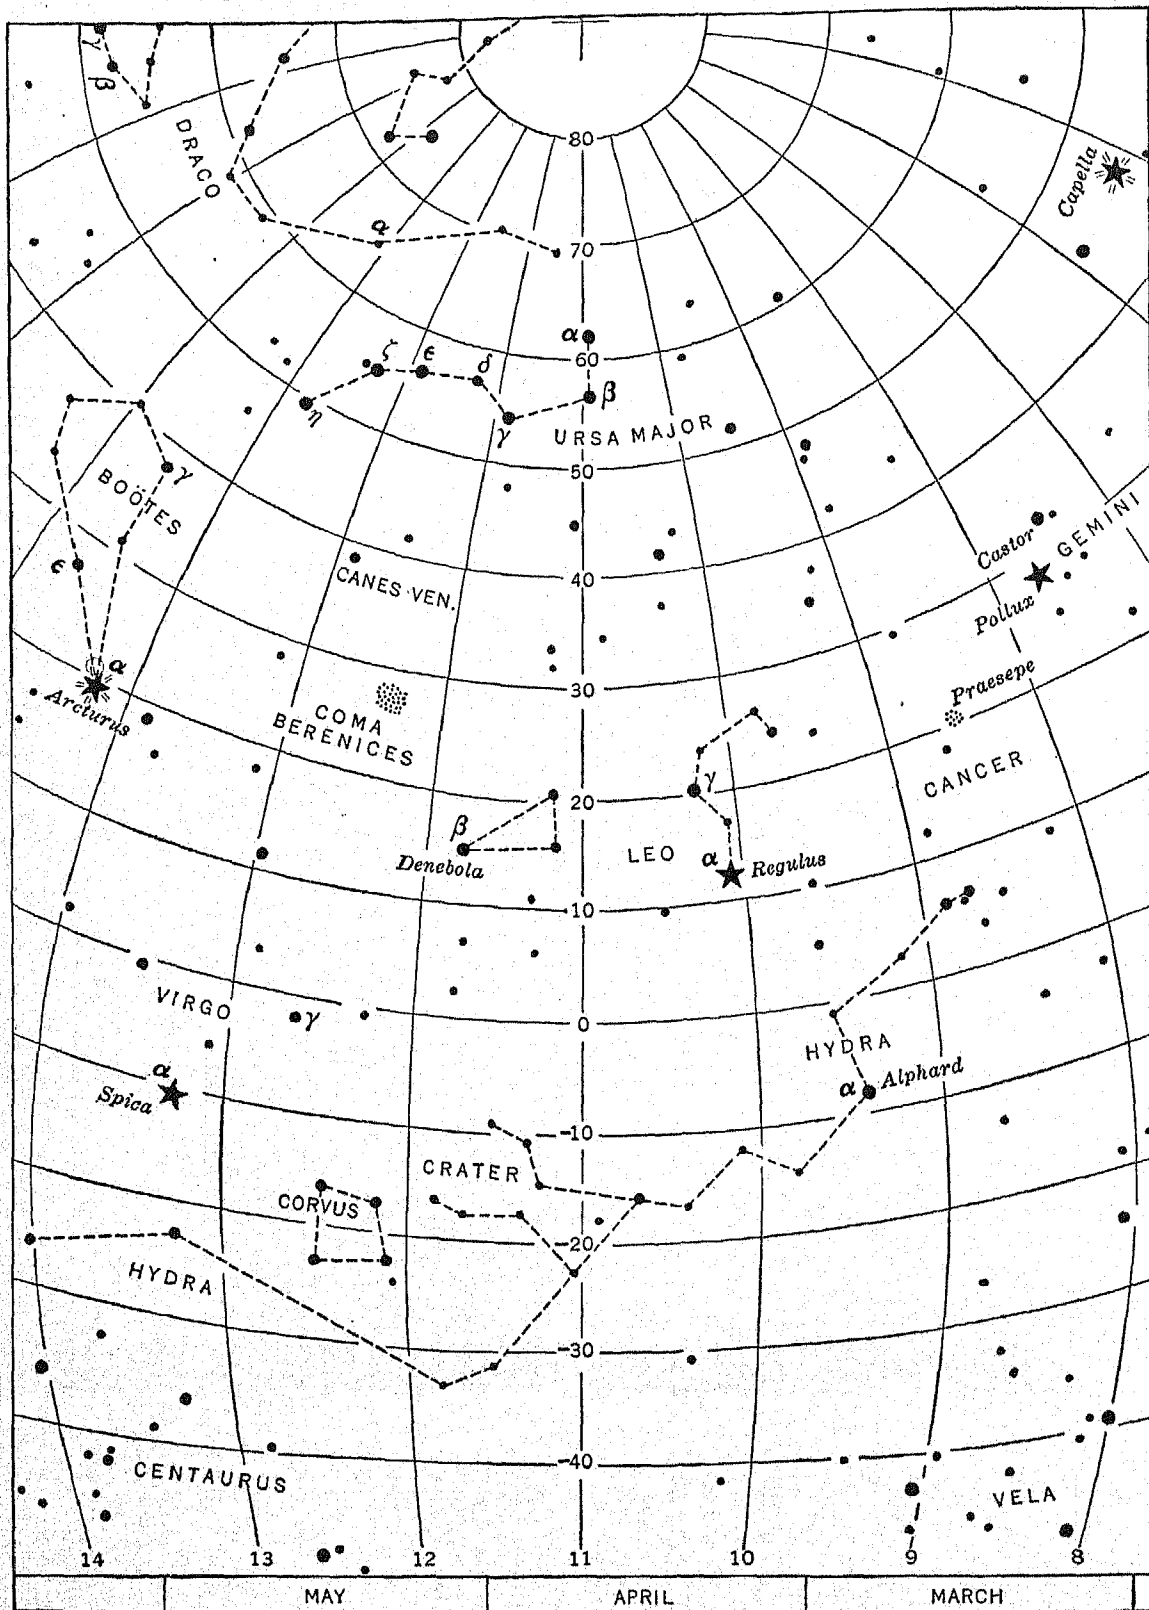 γ
β
DRACO
80
Capella
α
70
α
60
ζ
ϵ
δ
β
η
γ
URSA MAJOR
50
BOÖTES
γ
ϵ
GEMINI
Castor
Pollux
40
CANES VEN.
α
Arcturus
30
Praesepe
COMA
BERENICES
CANCER
20
γ
β
Denebola
LEO
α
Regulus
10
VIRGO
γ
0
HYDRA
α
Spica
α
Alphard
-10
CRATER
CORVUS
-20
HYDRA
-30
-40
CENTAURUS
VELA
14 13 12 11 10 9 8
MAY APRIL MARCH